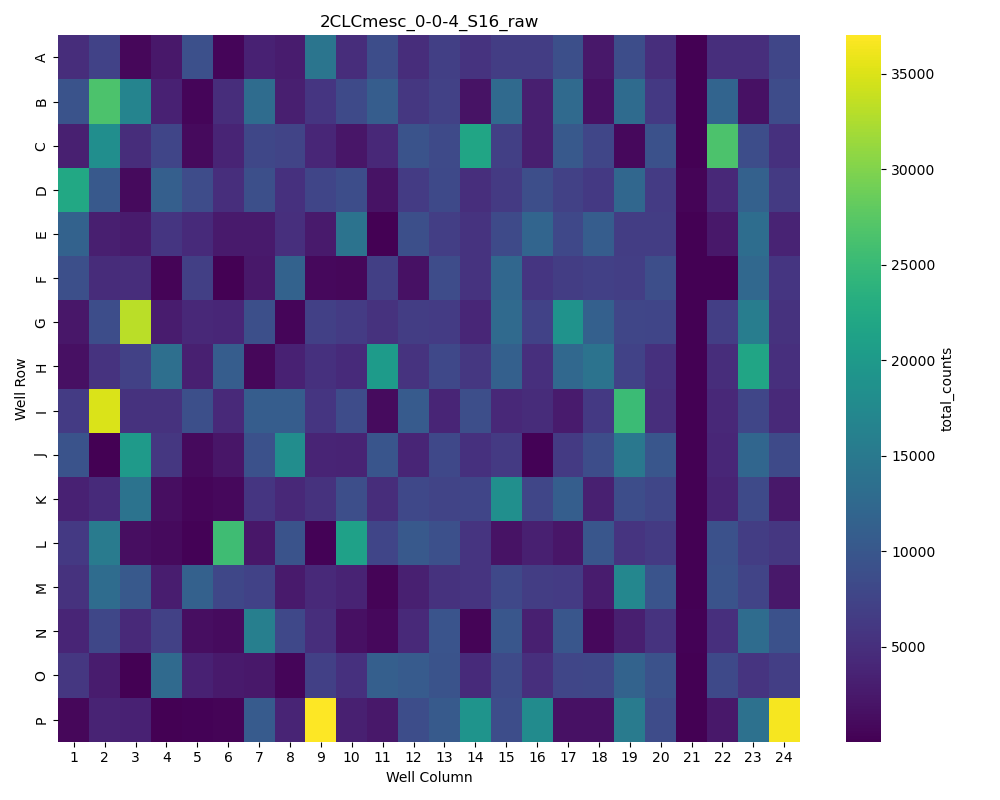 2CLCmesc_0-0-4_S16_raw
A
B
C
D
E
F
G
H
I
J
K
L
M
N
O
P
Well Row
1 2 3 4 5 6 7 8 9 10 11 12 13 14 15 16 17 18 19 20 21 22 23 24
Well Column
35000
30000
25000
20000
15000
10000
5000
total_counts